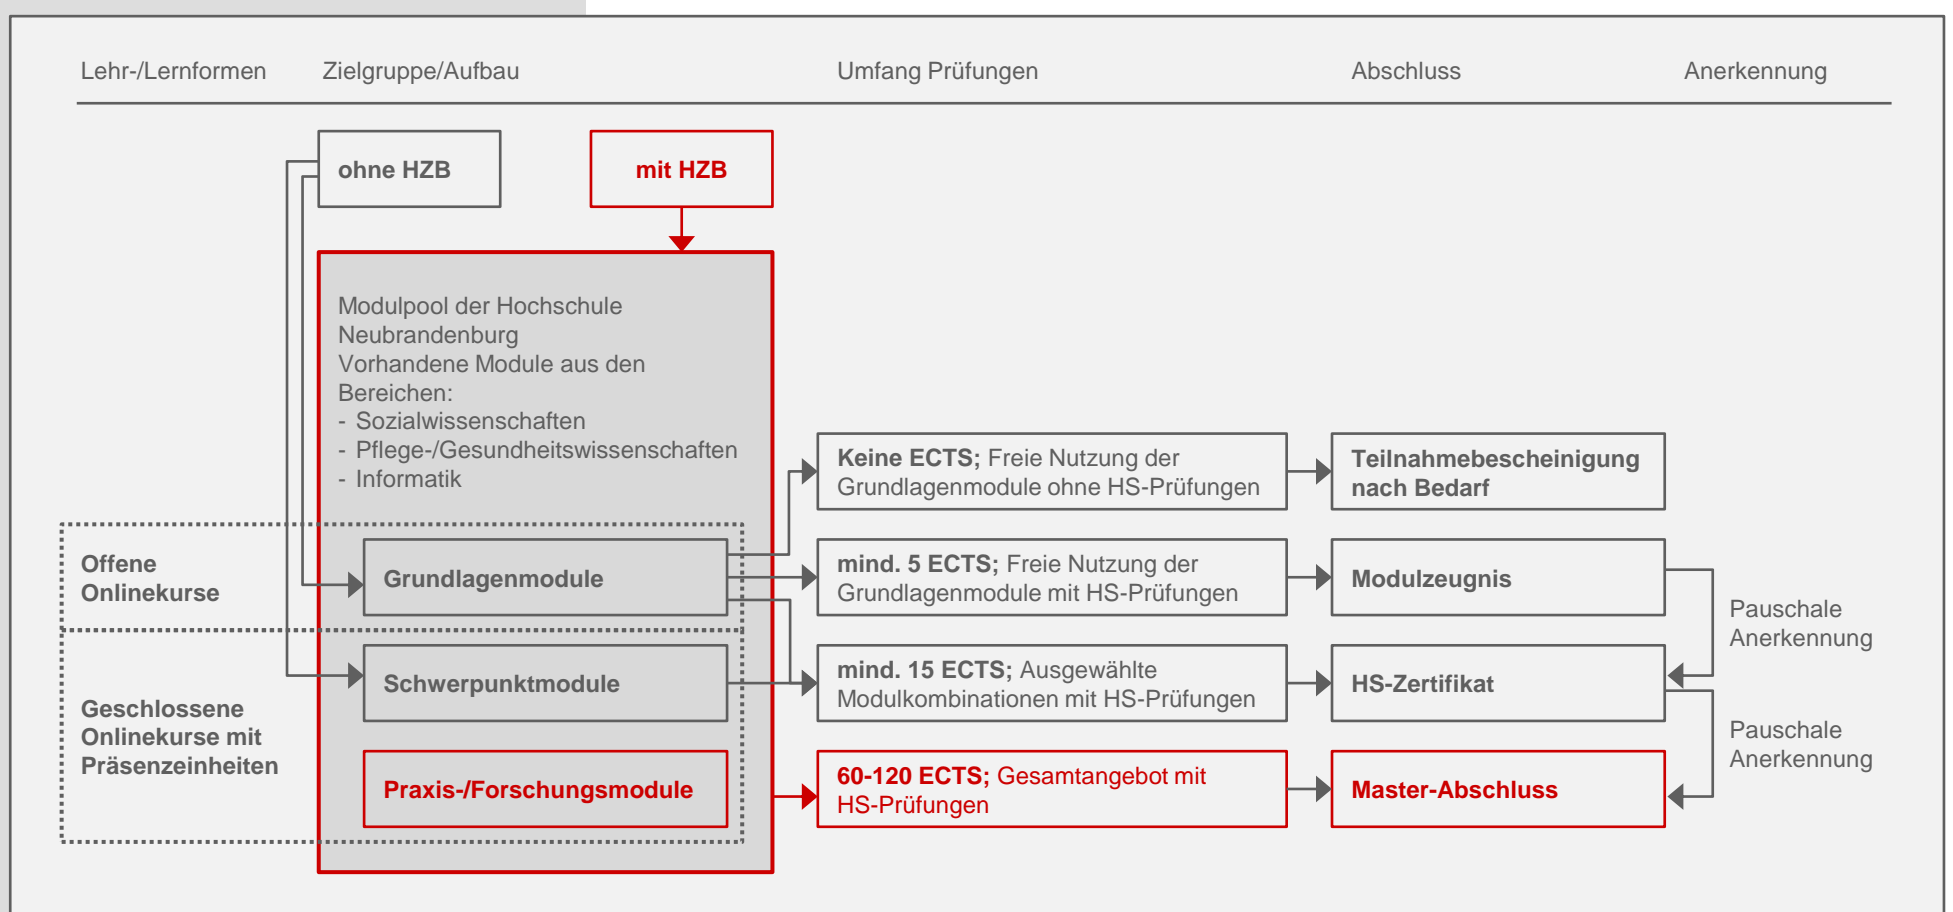 Lehr-/Lernformen
Zielgruppe/Aufbau
Umfang Prüfungen
Abschluss
Anerkennung
ohne HZB
mit HZB
Modulpool der Hochschule
Neubrandenburg
Vorhandene Module aus den
Bereichen:
- Sozialwissenschaften
- Pflege-/Gesundheitswissenschaften
- Informatik
Keine ECTS; Freie Nutzung der
Grundlagenmodule ohne HS-Prüfungen
Teilnahmebescheinigung
nach Bedarf
Offene
Onlinekurse
Grundlagenmodule
mind. 5 ECTS; Freie Nutzung der
Grundlagenmodule mit HS-Prüfungen
Modulzeugnis
Pauschale
Anerkennung
Geschlossene
Onlinekurse mit
Präsenzeinheiten
Schwerpunktmodule
mind. 15 ECTS; Ausgewählte
Modulkombinationen mit HS-Prüfungen
HS-Zertifikat
Pauschale
Anerkennung
Praxis-/Forschungsmodule
60-120 ECTS; Gesamtangebot mit
HS-Prüfungen
Master-Abschluss